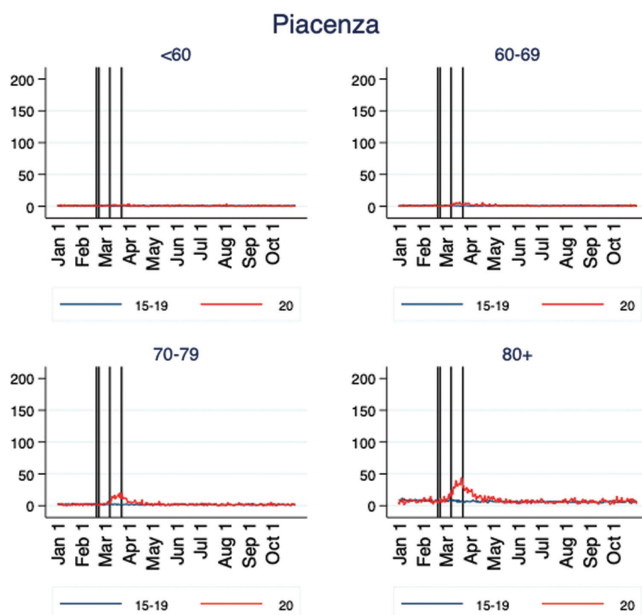 Piacenza
<60
60-69
200
150
100
50
0
Jan 1
Feb 1
Mar 1
Apr 1
May 1
Jun 1
Jul 1
Aug 1
Sep 1
Oct 1
15-19
20
200
150
100
50
0
Jan 1
Feb 1
Mar 1
Apr 1
May 1
Jun 1
Jul 1
Aug 1
Sep 1
Oct 1
15-19
20
70-79
80+
200
150
100
50
0
Jan 1
Feb 1
Mar 1
Apr 1
May 1
Jun 1
Jul 1
Aug 1
Sep 1
Oct 1
15-19
20
200
150
100
50
0
Jan 1
Feb 1
Mar 1
Apr 1
May 1
Jun 1
Jul 1
Aug 1
Sep 1
Oct 1
15-19
20